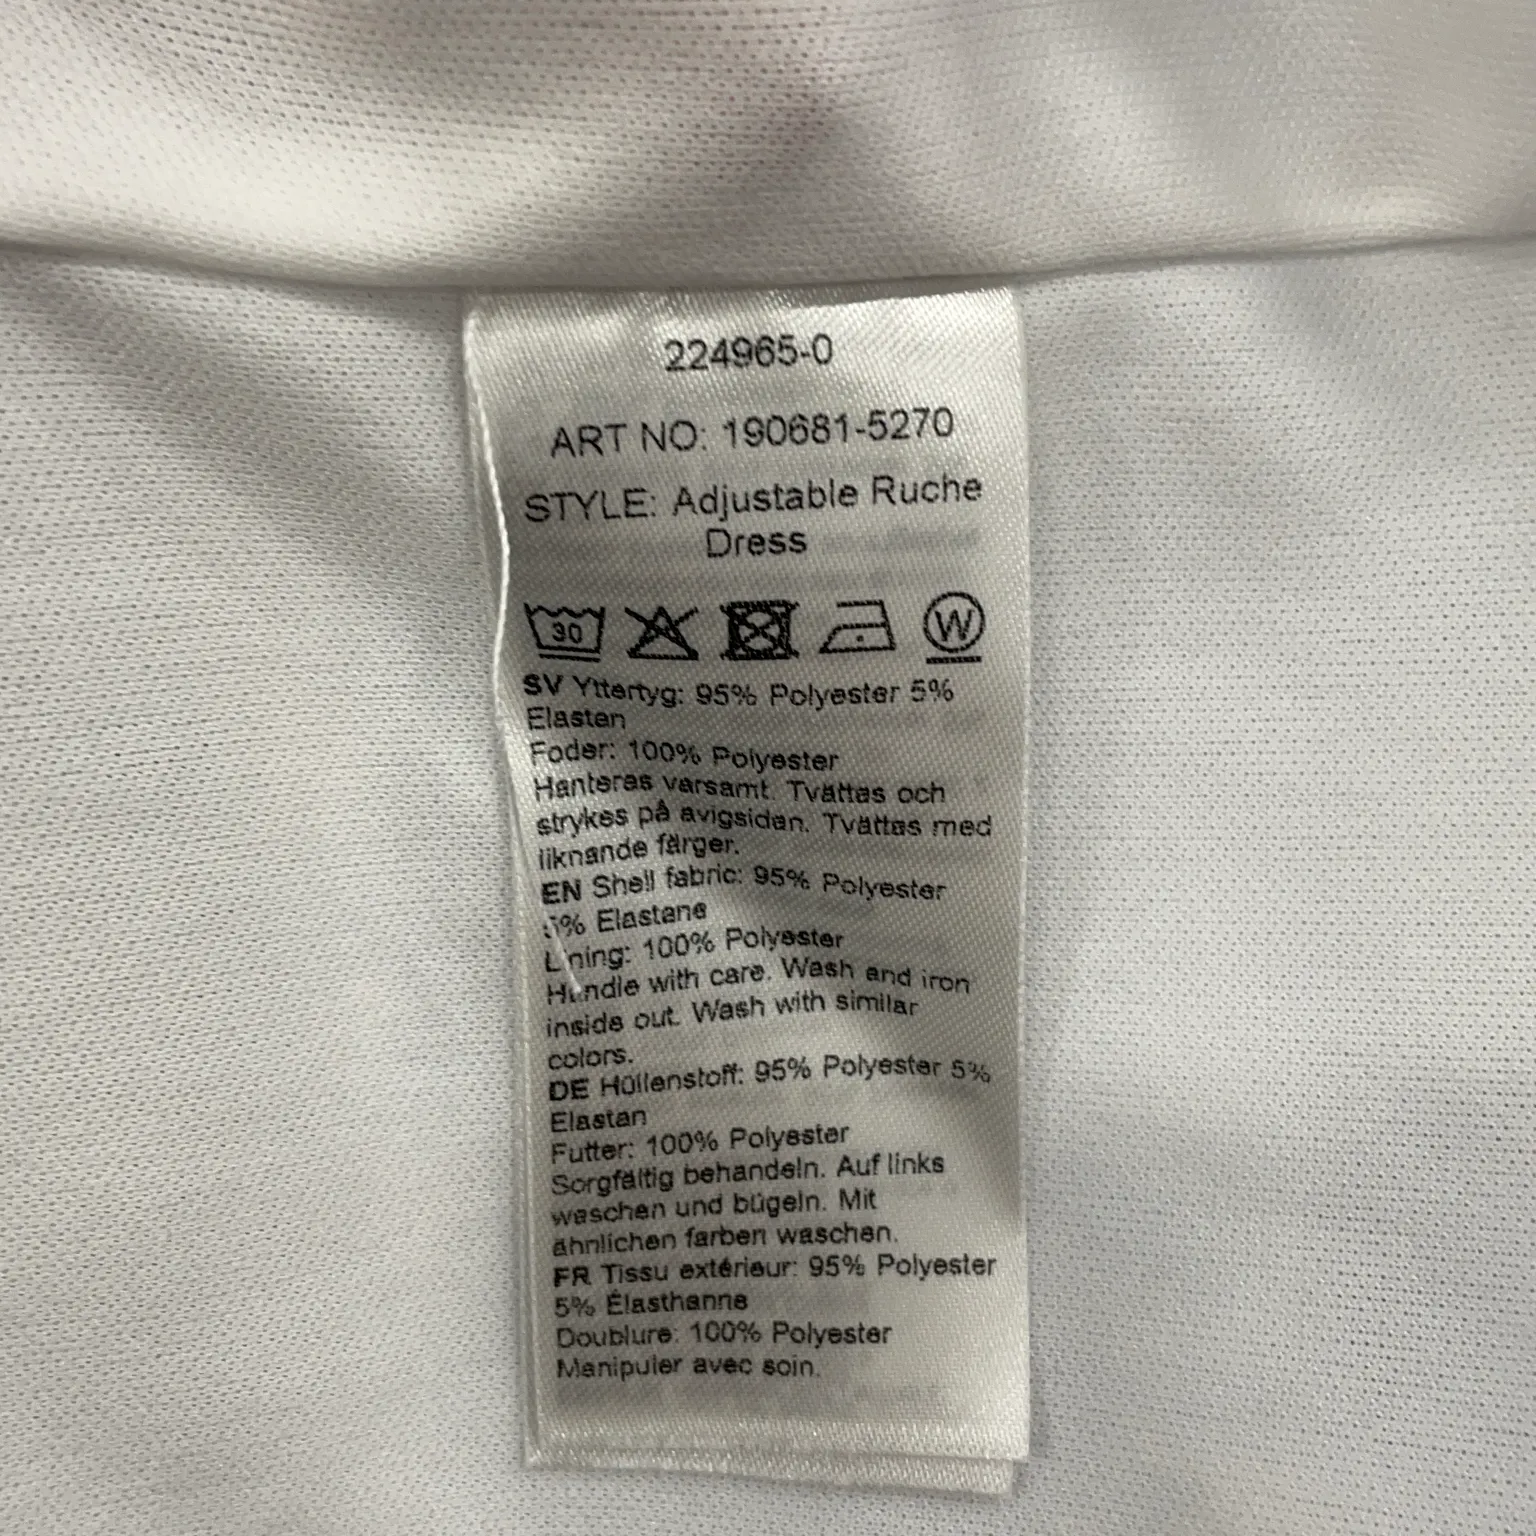 224965-0
ART NO: 190681-5270
STYLE: Adjustable Ruche
Dress
30 W
SV Yttertyg: 95% Polyester 5%
Elastan
Foder: 100% Polyester
Hanteras varsamt. Tvättas och
strykes på avigsidan. Tvättas med
liknande färger.
EN Shell fabric: 95% Polyester
5% Elastane
Lining: 100% Polyester
Handle with care. Wash and iron
inside out. Wash with similar
colors.
DE Hüllenstoff: 95% Polyester 5%
Elastan
Futter: 100% Polyester
Sorgfältig behandeln. Auf links
waschen und bügeln. Mit
ähnlichen farben waschen.
FR Tissu extérieur: 95% Polyester
5% Élasthanne
Doublure: 100% Polyester
Manipuler avec soin.